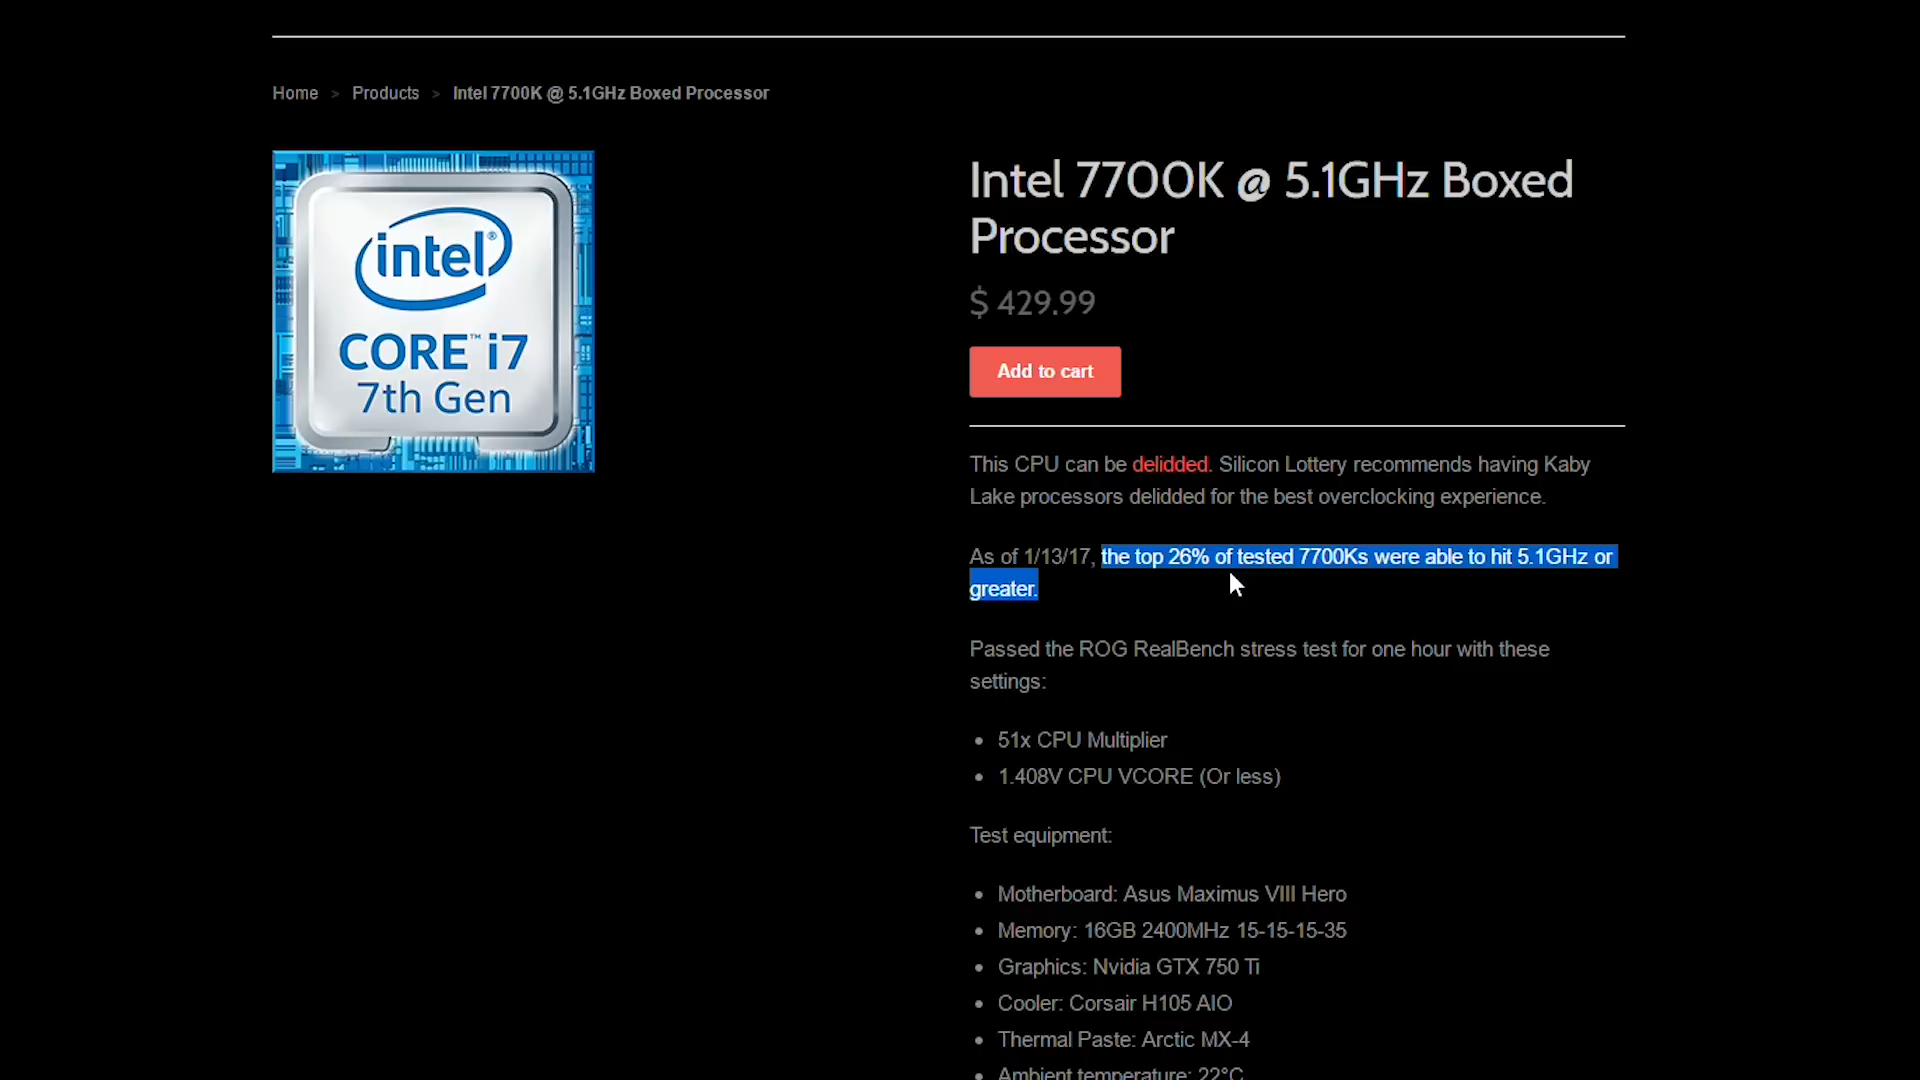 Home > Products > Intel 7700K @ 5.1GHz Boxed Processor
intel®
CORE™ i7
7th Gen
Intel 7700K @ 5.1GHz Boxed
Processor
$ 429.99
Add to cart
This CPU can be delidded. Silicon Lottery recommends having Kaby
Lake processors delidded for the best overclocking experience.
As of 1/13/17, the top 26% of tested 7700Ks were able to hit 5.1GHz or
greater.
Passed the ROG RealBench stress test for one hour with these
settings:
• 51x CPU Multiplier
• 1.408V CPU VCORE (Or less)
Test equipment:
• Motherboard: Asus Maximus VIII Hero
• Memory: 16GB 2400MHz 15-15-15-35
• Graphics: Nvidia GTX 750 Ti
• Cooler: Corsair H105 AIO
• Thermal Paste: Arctic MX-4
• Ambient temperature: 22°C